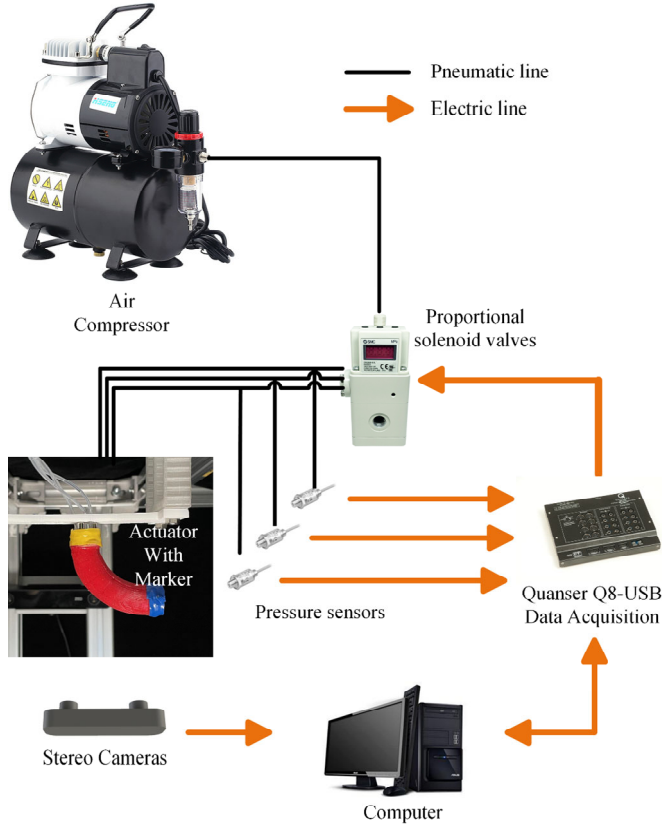 Pneumatic line
Electric line
Air
Compressor
Proportional
solenoid valves
SMC
Actuator
With
Marker
Pressure sensors
Quanser Q8-USB
Data Acquisition
Stereo Cameras
Computer